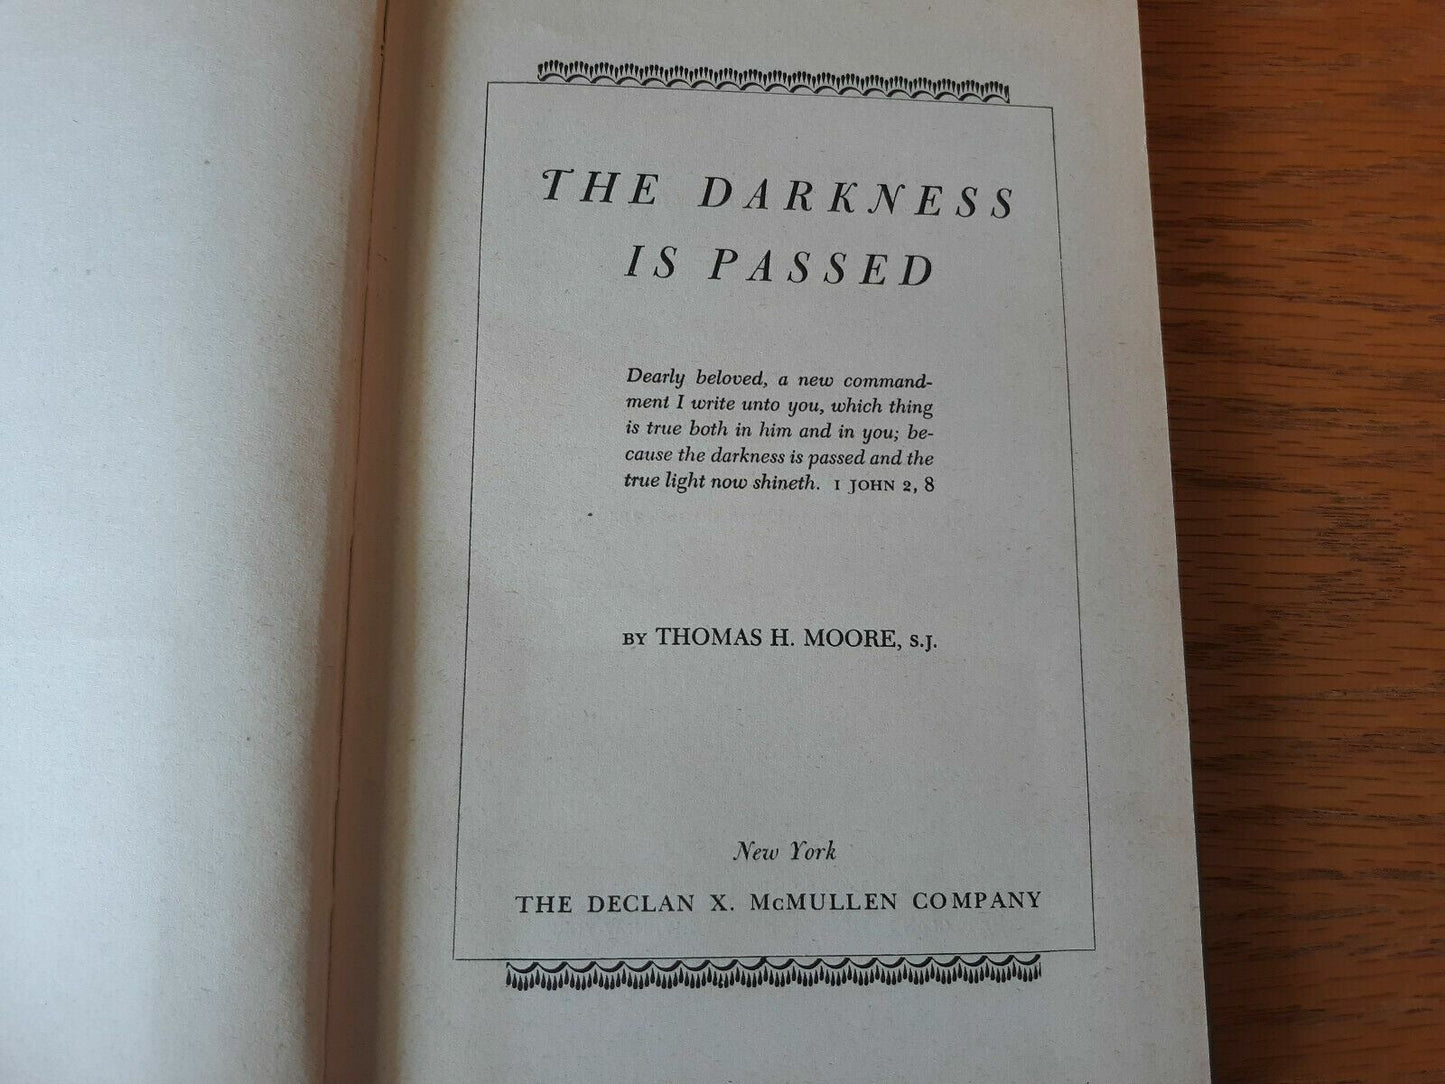 THE DARKNESS
IS PASSED
Dearly beloved, a new command-
ment I write unto you, which thing
is true both in him and in you; be-
cause the darkness is passed and the
true light now shineth. I JOHN 2, 8
BY THOMAS H. MOORE, S.J.
New York
THE DECLAN X. McMULLEN COMPANY